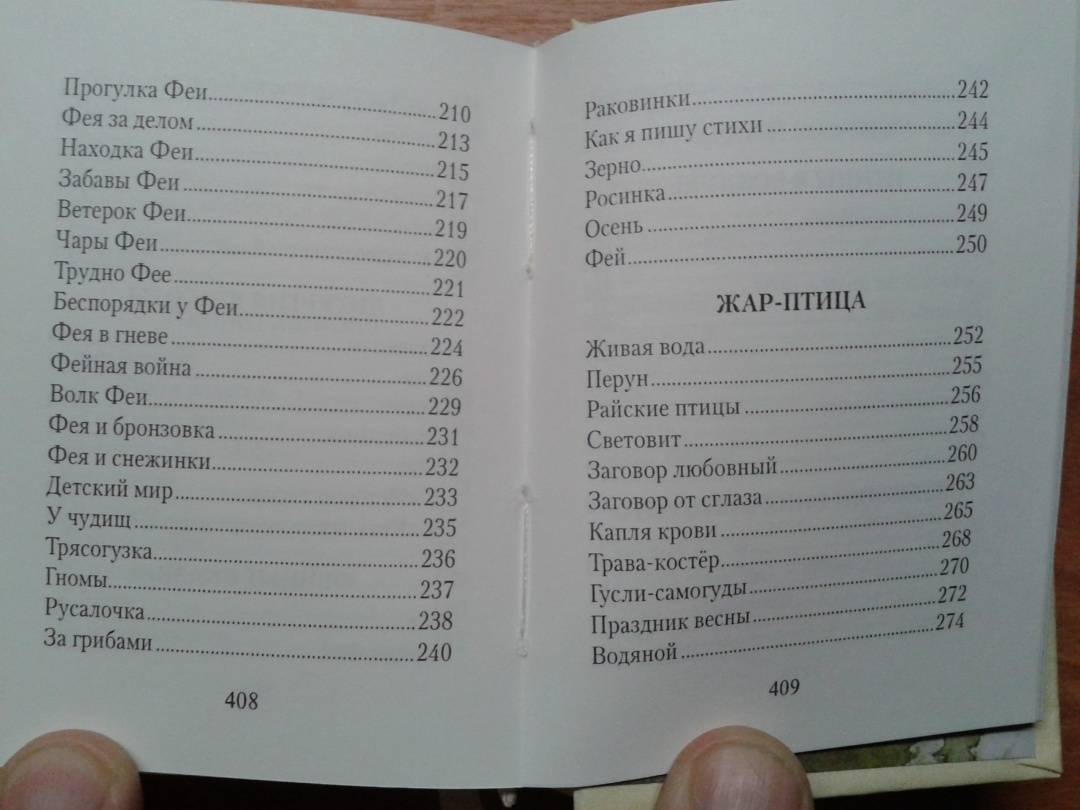 Прогулка Феи 210
Фея за делом 213
Находка Феи 215
Забавы Феи 217
Ветерок Феи 219
Чары Феи 220
Трудно Фее 221
Беспорядки у Феи 222
Фея в гневе 224
Фейная война 226
Волк Феи 229
Фея и бронзовка 231
Фея и снежинки 232
Детский мир 233
У чудищ 235
Трясогузка 236
Гномы 237
Русалочка 238
За грибами 240
408
Раковинки 242
Как я пишу стихи 244
Зерно 245
Росинка 247
Осень 249
Фей 250
ЖАР-ПТИЦА
Живая вода 252
Перун 255
Райские птицы 256
Световит 258
Заговор любовный 260
Заговор от сглаза 263
Капля крови 265
Трава-костёр 268
Гусли-самогуды 270
Праздник весны 272
Водяной 274
409